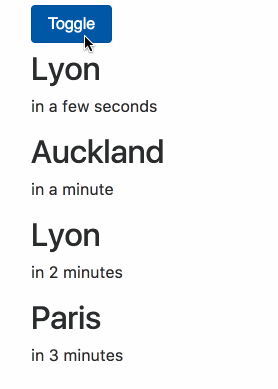 Toggle
Lyon
in a few seconds
Auckland
in a minute
Lyon
in 2 minutes
Paris
in 3 minutes